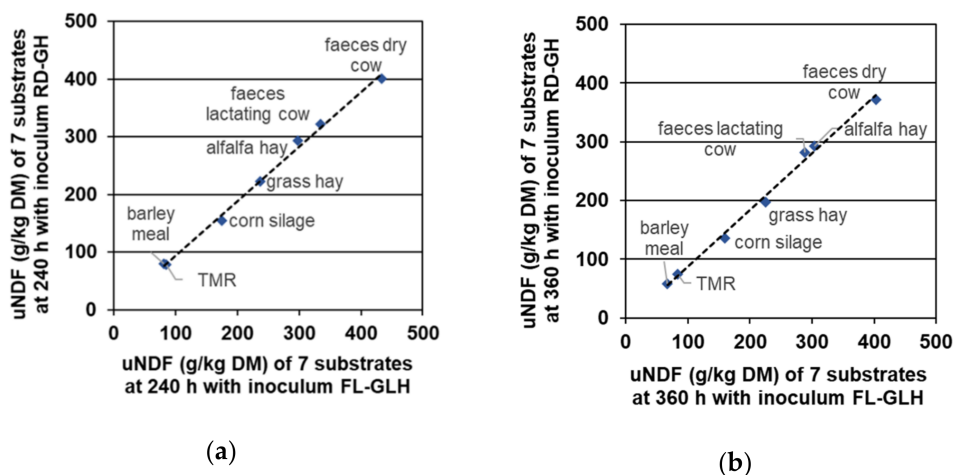 uNDF (g/kg DM) of 7 substrates
at 240 h with inoculum RD-GH
500
400
300
200
100
0
faeces dry
cow
faeces
lactating cow
alfalfa hay
grass hay
corn silage
barley
meal
TMR
0 100 200 300 400 500
uNDF (g/kg DM) of 7 substrates
at 240 h with inoculum FL-GLH
(a)
uNDF (g/kg DM) of 7 substrates
at 360 h with inoculum RD-GH
500
400
300
200
100
0
faeces dry
cow
faeces lactating
cow
alfalfa hay
grass hay
barley
meal
corn silage
TMR
0 100 200 300 400 500
uNDF (g/kg DM) of 7 substrates
at 360 h with inoculum FL-GLH
(b)